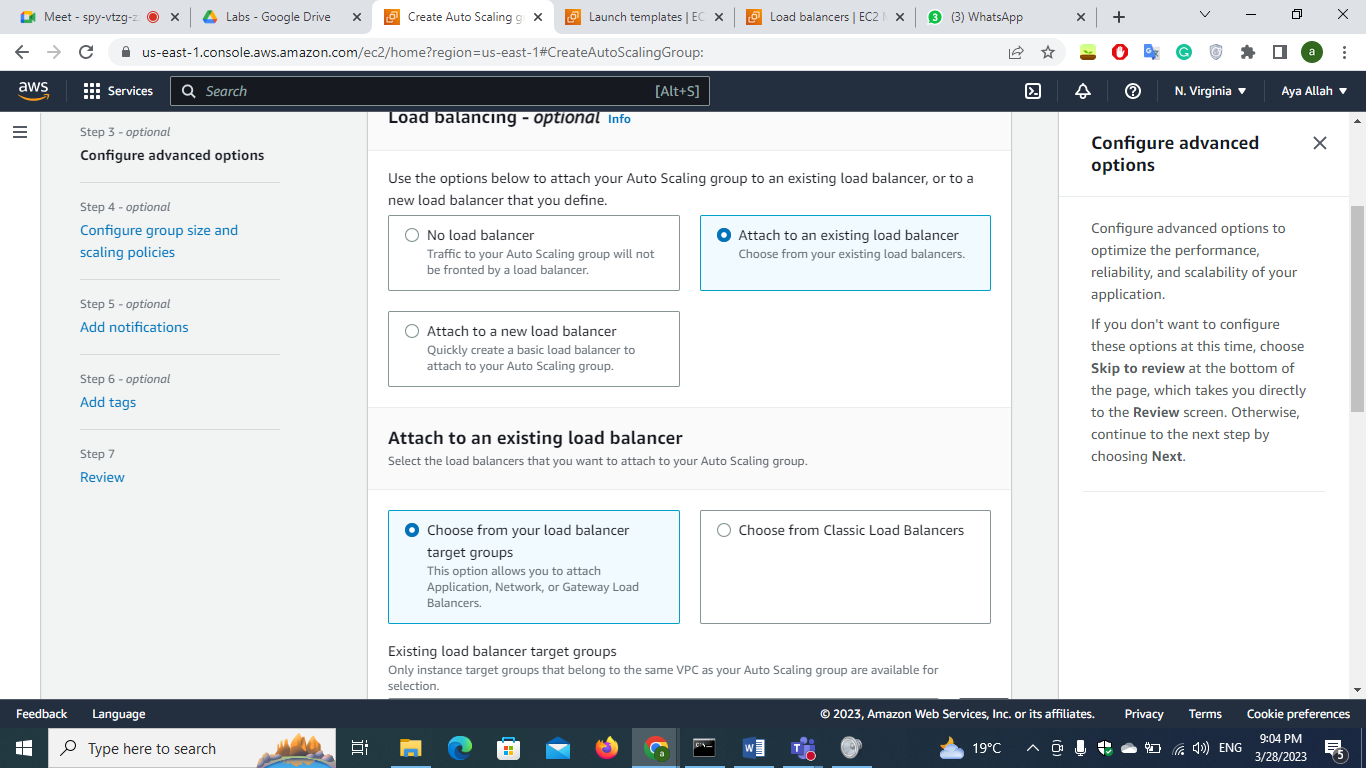 Meet - spy-vtzg-z
Labs - Google Drive
Create Auto Scaling g
Launch templates | EC
Load balancers | EC2 M
(3) WhatsApp
us-east-1.console.aws.amazon.com/ec2/home?region=us-east-1#CreateAutoScalingGroup:
a
aws
Services
Search
[Alt+S]
N. Virginia
Aya Allah
Step 3 - optional
Configure advanced options
Step 4 - optional
Configure group size and
scaling policies
Step 5 - optional
Add notifications
Step 6 - optional
Add tags
Step 7
Review
Load balancing - optional Info
Use the options below to attach your Auto Scaling group to an existing load balancer, or to a
new load balancer that you define.
No load balancer
Traffic to your Auto Scaling group will not
be fronted by a load balancer.
Attach to an existing load balancer
Choose from your existing load balancers.
Attach to a new load balancer
Quickly create a basic load balancer to
attach to your Auto Scaling group.
Attach to an existing load balancer
Select the load balancers that you want to attach to your Auto Scaling group.
Choose from your load balancer
target groups
This option allows you to attach
Application, Network, or Gateway Load
Balancers.
Choose from Classic Load Balancers
Existing load balancer target groups
Only instance target groups that belong to the same VPC as your Auto Scaling group are available for
selection.
Configure advanced
options
Configure advanced options to
optimize the performance,
reliability, and scalability of your
application.
If you don't want to configure
these options at this time, choose
Skip to review at the bottom of
the page, which takes you directly
to the Review screen. Otherwise,
continue to the next step by
choosing Next.
Feedback
Language
© 2023, Amazon Web Services, Inc. or its affiliates.
Privacy
Terms
Cookie preferences
Type here to search
19°C
ENG
9:04 PM
3/28/2023
5